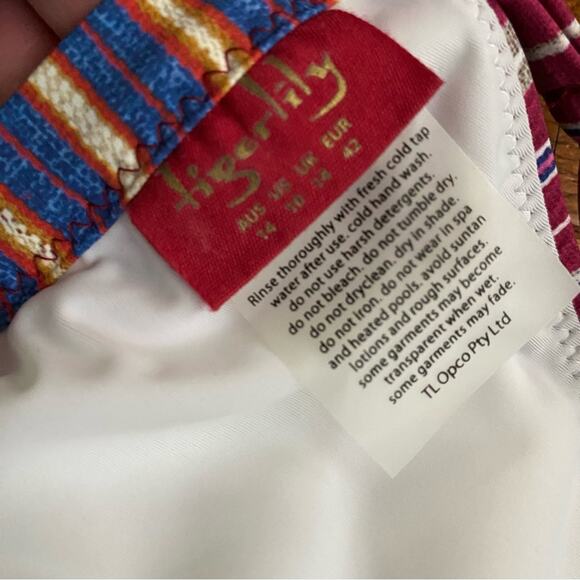 tigerlily
AUS US UK EUR
14 10 14 42
Rinse thoroughly with fresh cold tap
water after use. cold hand wash.
do not use harsh detergents.
do not bleach. do not tumble dry.
do not dryclean. dry in shade.
do not iron. do not wear in spa
and heated pools. avoid suntan
lotions and rough surfaces.
some garments may become
transparent when wet.
some garments may fade.
TL Opco Pty Ltd